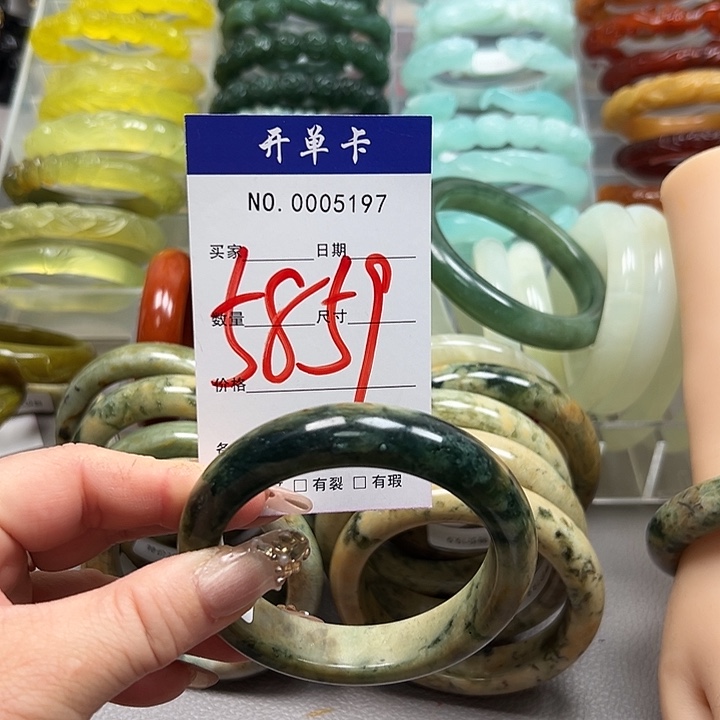 开单卡
NO. 0005197
买家 日期
5859
数量 尺寸
价格
□有裂 □有瑕